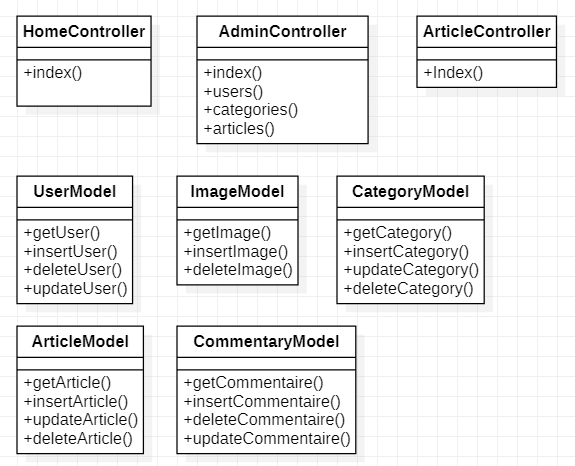 HomeController
+index()
AdminController
+index()
+users()
+categories()
+articles()
ArticleController
+Index()
UserModel
+getUser()
+insertUser()
+deleteUser()
+updateUser()
ImageModel
+getImage()
+insertImage()
+deleteImage()
CategoryModel
+getCategory()
+insertCategory()
+updateCategory()
+deleteCategory()
ArticleModel
+getArticle()
+insertArticle()
+updateArticle()
+deleteArticle()
CommentaryModel
+getCommentaire()
+insertCommentaire()
+deleteCommentaire()
+updateCommentaire()